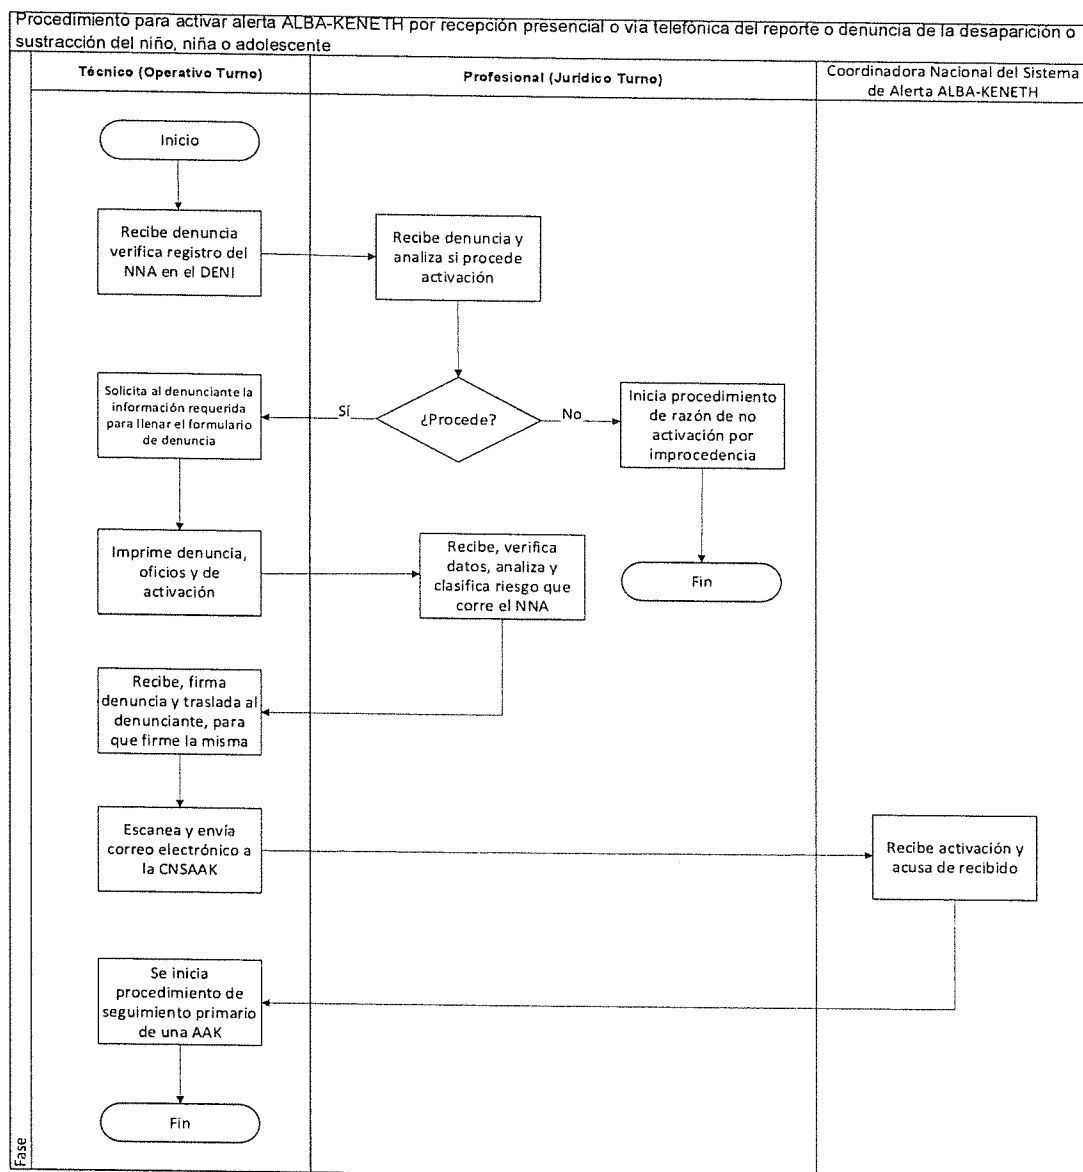 Procedimiento para activar alerta ALBA-KENETH por recepción presencial o vía telefónica del reporte o denuncia de la desaparición o
sustracción del niño, niña o adolescente
Técnico (Operativo Turno)
Profesional (Jurídico Turno)
Coordinadora Nacional del Sistema
de Alerta ALBA-KENETH
Inicio
Recibe denuncia
verifica registro del
NNA en el DENI
Recibe denuncia y
analiza si procede
activación
Solicita al denunciante la
información requerida
para llenar el formulario
de denuncia
Sí
¿Procede?
No
Inicia procedimiento
de razón de no
activación por
improcedencia
Imprime denuncia,
oficios y de
activación
Recibe, verifica
datos, analiza y
clasifica riesgo que
corre el NNA
Fin
Recibe, firma
denuncia y traslada al
denunciante, para
que firme la misma
Escanea y envía
correo electrónico a
la CNSAAK
Recibe activación y
acusa de recibido
Se inicia
procedimiento de
seguimiento primario
de una AAK
Fin
Fase